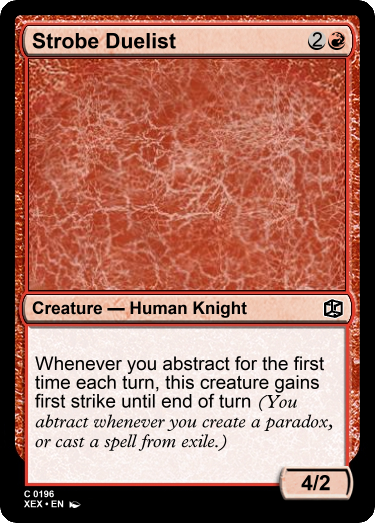 Strobe Duelist 2
Creature — Human Knight
Whenever you abstract for the first
time each turn, this creature gains
first strike until end of turn (You
abtract whenever you create a paradox,
or cast a spell from exile.)
4/2
C 0196
XEX • EN